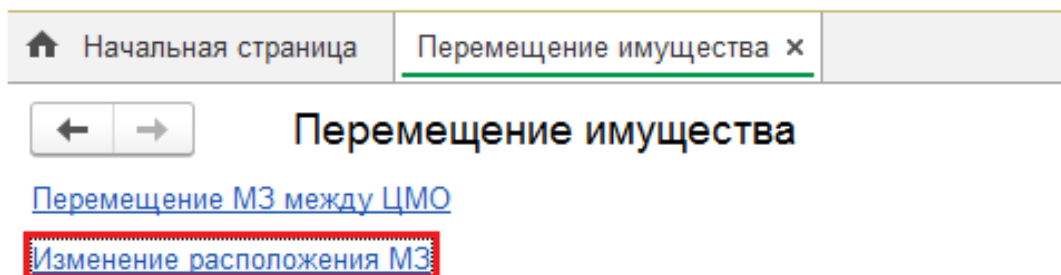 Начальная страница
Перемещение имущества ×
Перемещение имущества
Перемещение МЗ между ЦМО
Изменение расположения МЗ